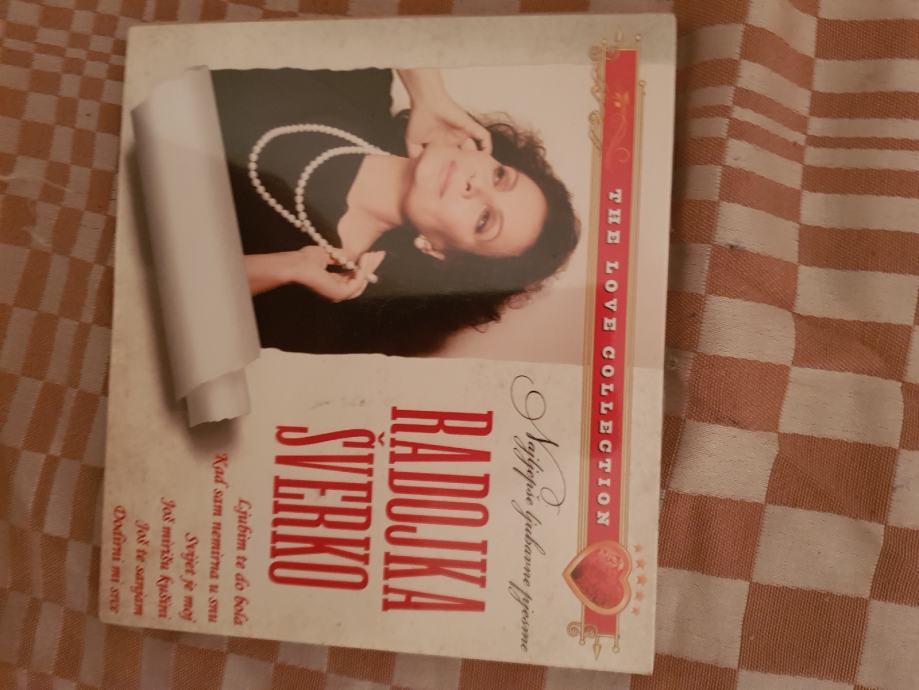 THE LOVE COLLECTION
Najljepše ljubavne pjesme
RADOJKA
ŠVERKO
Ljubim te do bola
Kad sam nemirna u snu
Svijet je moj
Još mirišu kušini
Još te sanjam
Dodirni mi srce